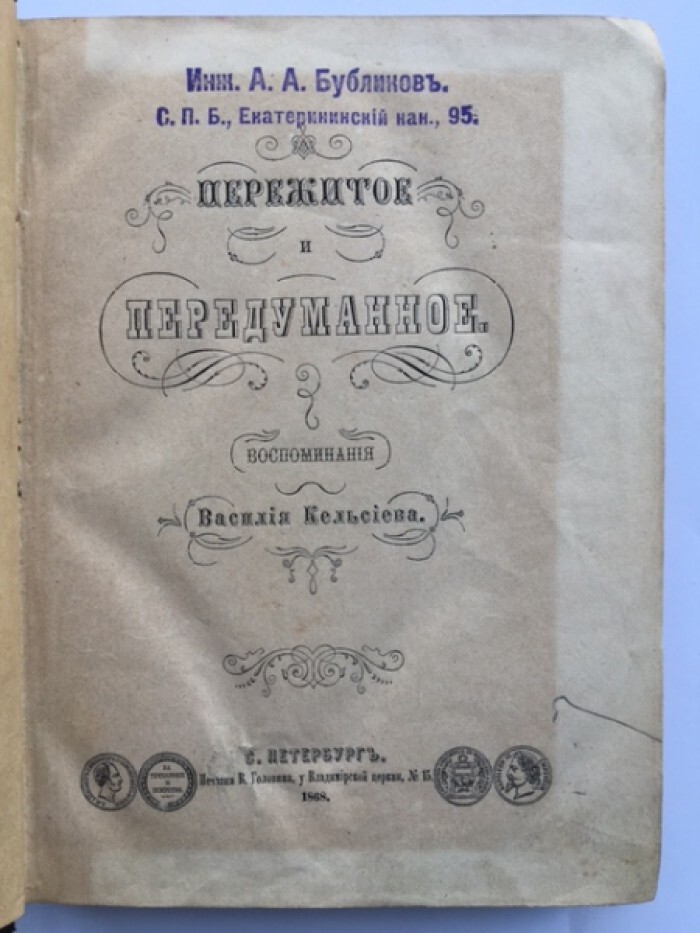 Инж. А. А. Бубликовъ.
С. П. Б., Екатерининскій кан., 95.
ПЕРЕЖИТОЕ
и
ПЕРЕДУМАННОЕ.
ВОСПОМИНАНІЯ
Василія Кельсіева.
С. ПЕТЕРБУРГЪ.
Печатня В. Головина, у Владимірской церкви, № 15.
1868.